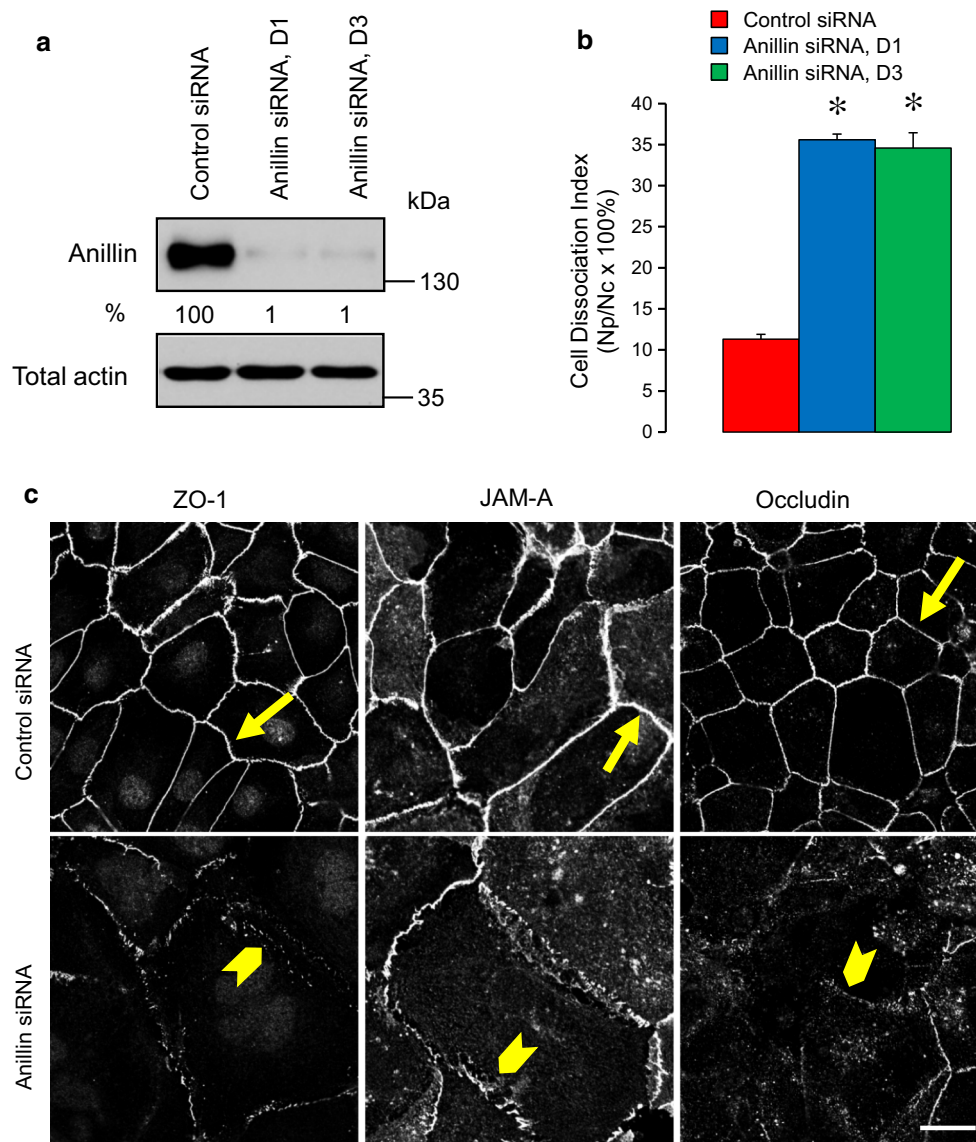 a
Control siRNA
Anillin siRNA, D1
Anillin siRNA, D3
kDa
Anillin
130
% 100 1 1
Total actin
35
b
Control siRNA
Anillin siRNA, D1
Anillin siRNA, D3
Cell Dissociation Index
(Np/Nc x 100%)
40
35
30
25
20
15
10
5
0
* *
c
ZO-1 JAM-A Occludin
Control siRNA
Anillin siRNA